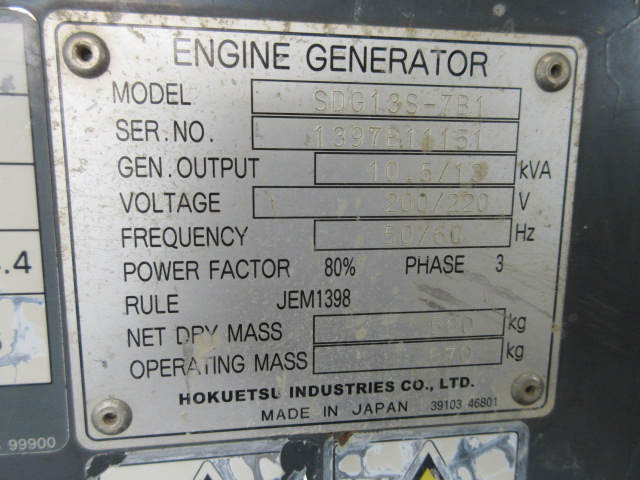 ENGINE GENERATOR
MODEL SDG13S-7B1
SER.NO. 1397B11151
GEN.OUTPUT 10.5/13 kVA
VOLTAGE 200/220 V
FREQUENCY 50/60 Hz
POWER FACTOR 80% PHASE 3
RULE JEM1398
NET DRY MASS kg
OPERATING MASS 670 kg
HOKUETSU INDUSTRIES CO., LTD.
MADE IN JAPAN 39103 46801
.4
99900